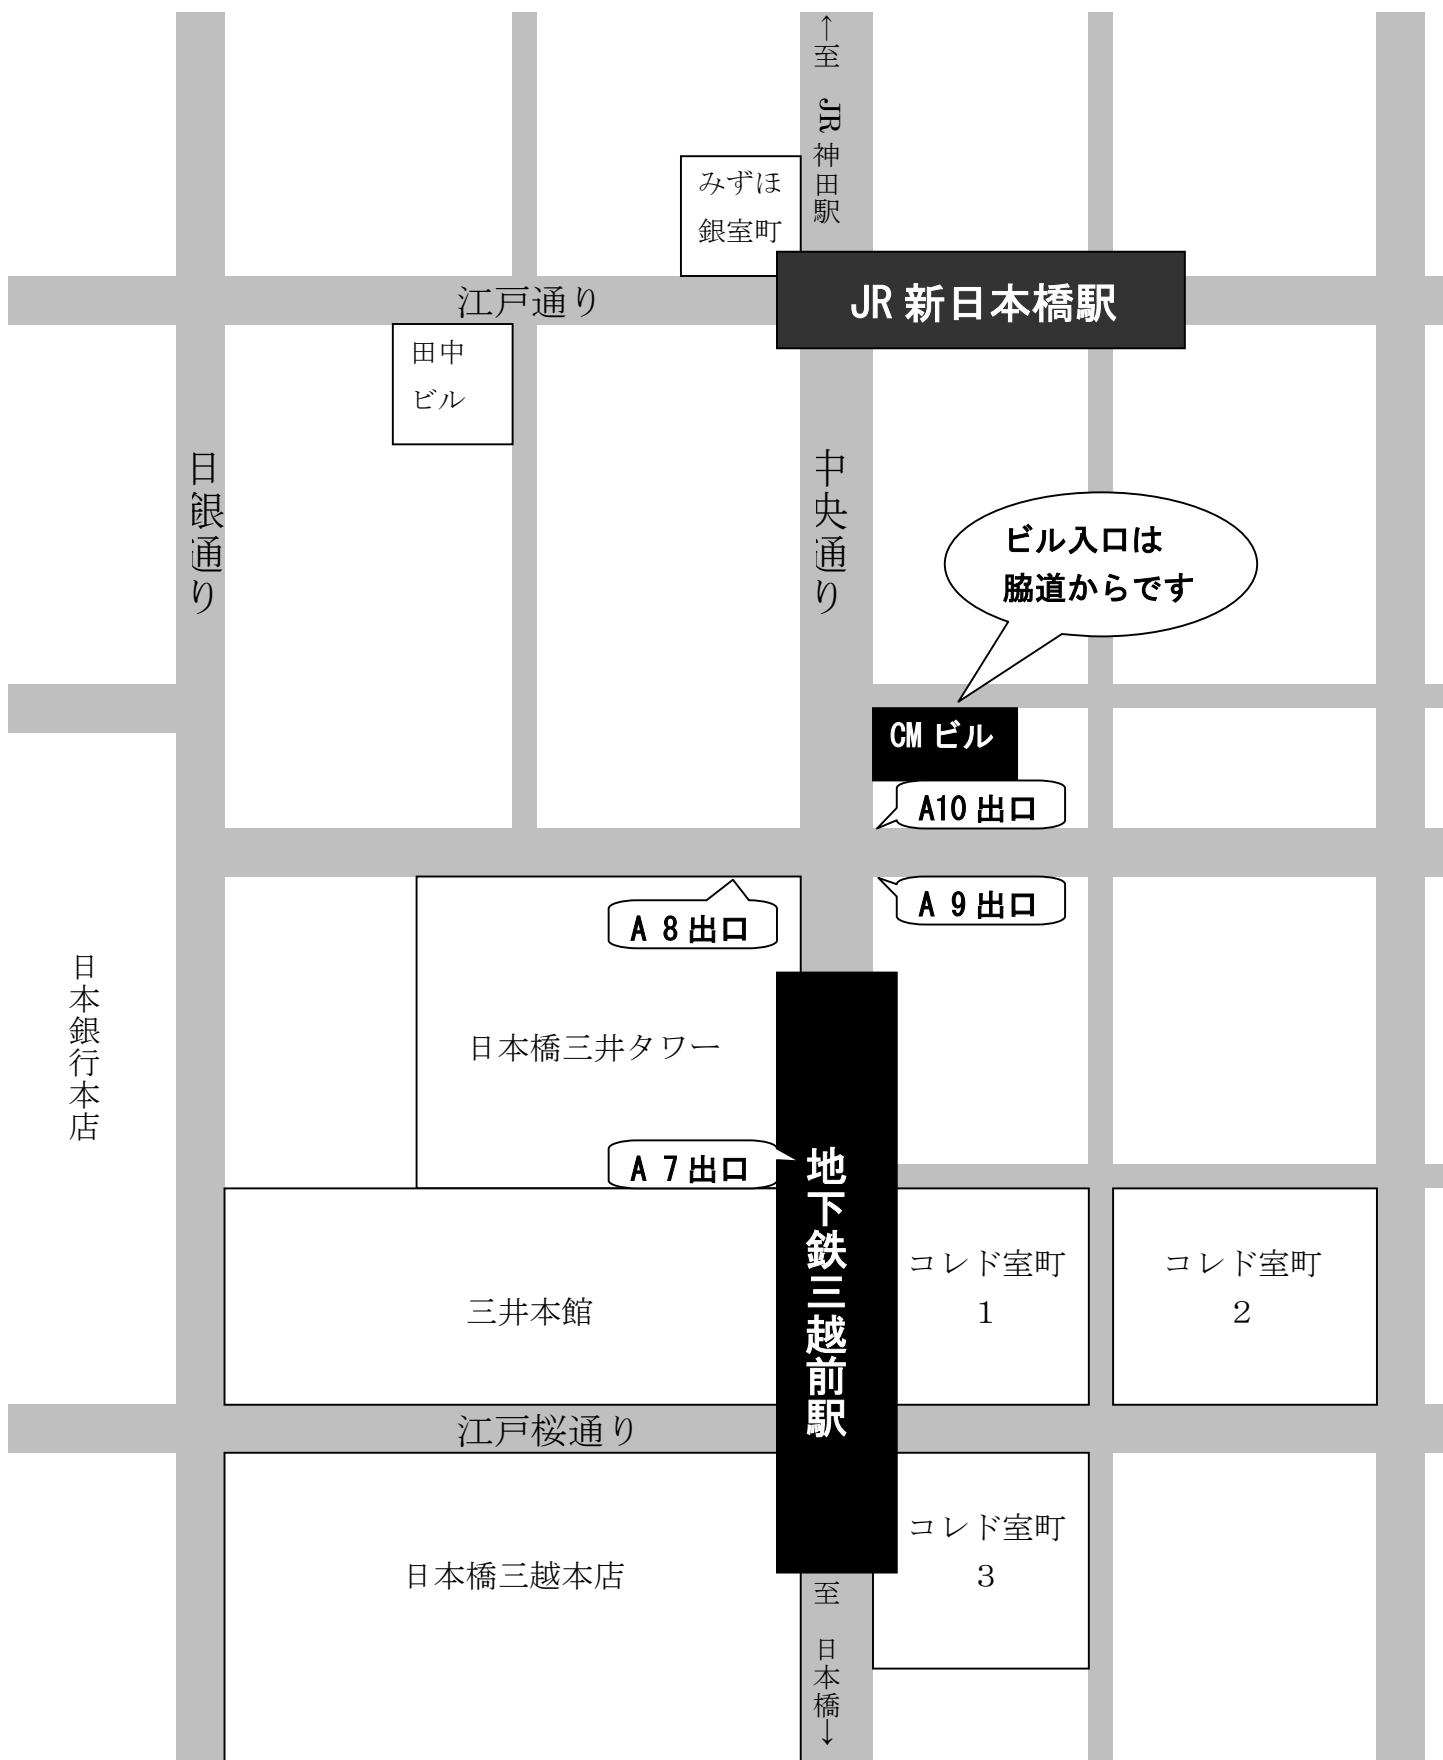 ←至　JR 神田駅
みずほ
銀室町
江戸通り
JR 新日本橋駅
田中
ビル
日銀通り
中央通り
ビル入口は
脇道からです
CM ビル
A10 出口
A 9 出口
A 8 出口
日本銀行本店
日本橋三井タワー
A 7 出口
地下鉄三越前駅
コレド室町
1
コレド室町
2
三井本館
江戸桜通り
コレド室町
3
日本橋三越本店
至　日本橋→